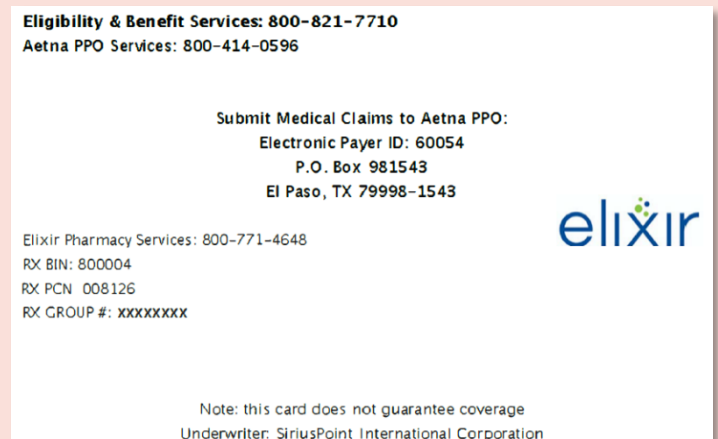 Eligibility & Benefit Services: 800-821-7710
Aetna PPO Services: 800-414-0596
Submit Medical Claims to Aetna PPO:
Electronic Payer ID: 60054
P.O. Box 981543
El Paso, TX 79998-1543
elixir
Elixir Pharmacy Services: 800-771-4648
RX BIN: 800004
RX PCN 008126
RX GROUP #: XXXXXXXX
Note: this card does not guarantee coverage
Underwriter: SiriusPoint International Corporation